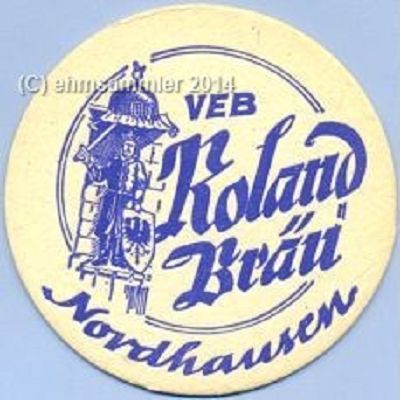 (C) ehmsammler 2014
VEB
Roland
Bräu
Nordhausen